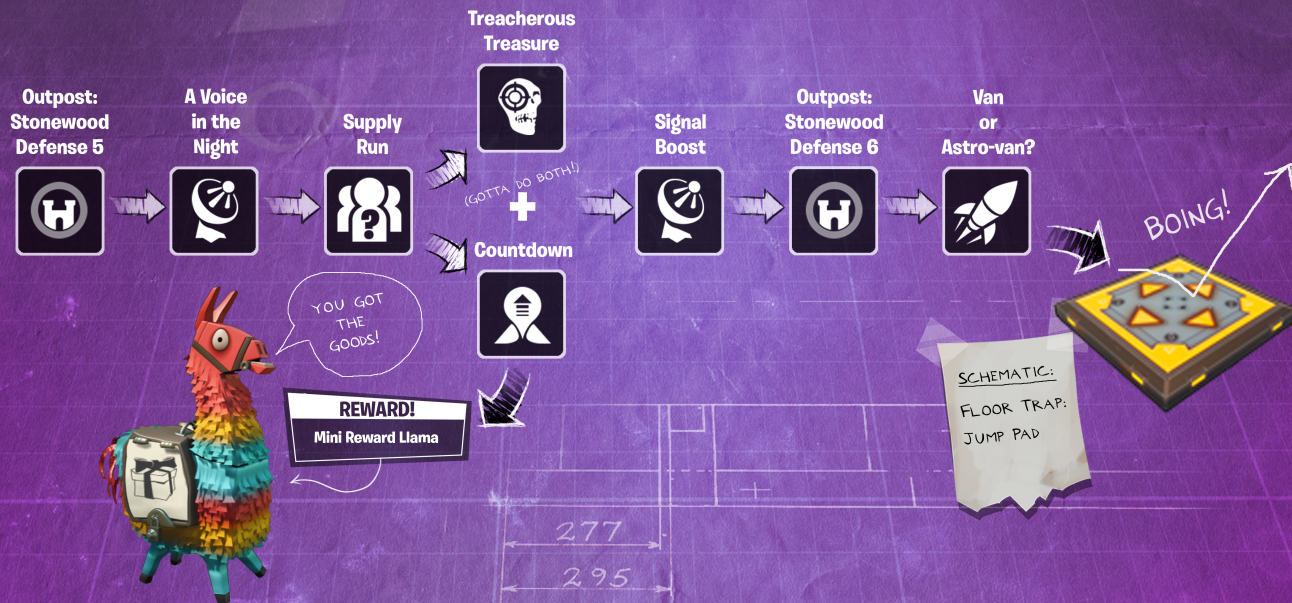 Outpost:
Stonewood
Defense 5
A Voice
in the
Night
Supply
Run
?
Treacherous
Treasure
(GOTTA DO BOTH!)
+
Countdown
Signal
Boost
Outpost:
Stonewood
Defense 6
Van
or
Astro-van?
BOING!
YOU GOT
THE
GOODS!
REWARD!
Mini Reward Llama
SCHEMATIC:
FLOOR TRAP:
JUMP PAD
277
295